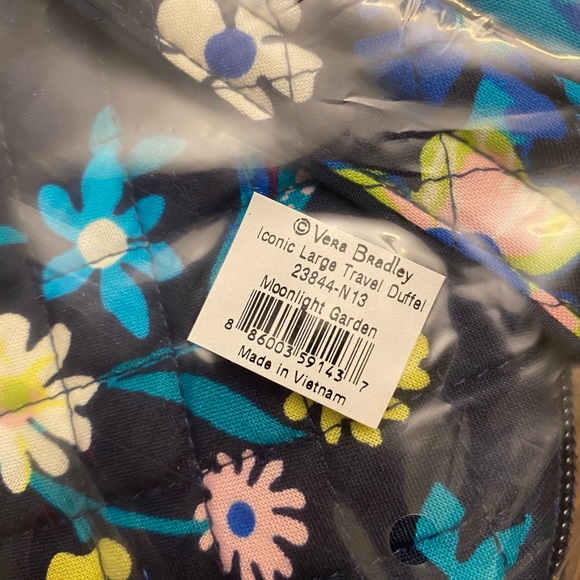 © Vera Bradley
Iconic Large Travel Duffel
23844-N13
Moonlight Garden
8 86003 59143 7
Made in Vietnam